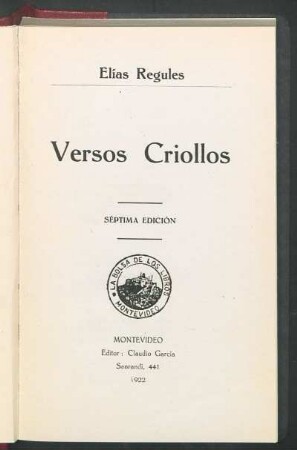 Elías Regules
Versos Criollos
SÉPTIMA EDICIÓN
LA BOLSA DE LOS LIBROS
MONTEVIDEO
MONTEVIDEO
Editor: Claudio García
Sarandí, 441
1922